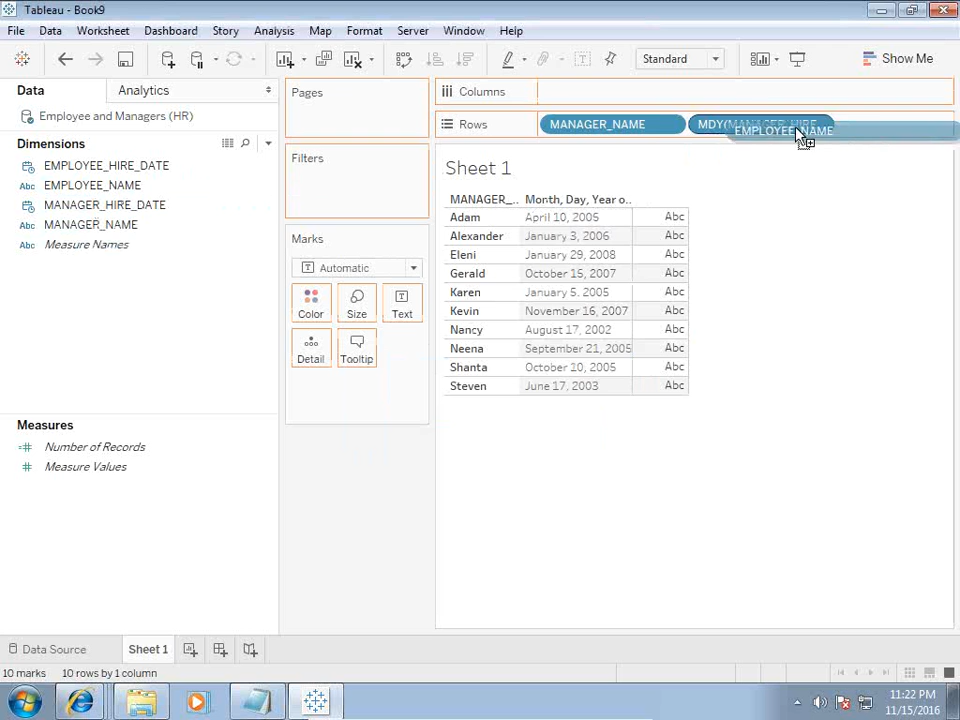 Tableau - Book9
File Data Worksheet Dashboard Story Analysis Map Format Server Window Help
Standard
Show Me
Data Analytics
Employee and Managers (HR)
Dimensions
EMPLOYEE_HIRE_DATE
Abc EMPLOYEE_NAME
MANAGER_HIRE_DATE
Abc MANAGER_NAME
Abc Measure Names
Measures
Number of Records
Measure Values
Pages
Filters
Marks
Automatic
Color Size Text
Detail Tooltip
Columns
Rows MANAGER_NAME MDY(MANAGER_HIRE
EMPLOYEE_NAME
Sheet 1
MANAGER_.. Month, Day, Year o..
Adam April 10, 2005 Abc
Alexander January 3, 2006 Abc
Eleni January 29, 2008 Abc
Gerald October 15, 2007 Abc
Karen January 5, 2005 Abc
Kevin November 16, 2007 Abc
Nancy August 17, 2002 Abc
Neena September 21, 2005 Abc
Shanta October 10, 2005 Abc
Steven June 17, 2003 Abc
Data Source Sheet 1
10 marks 10 rows by 1 column
11:22 PM
11/15/2016